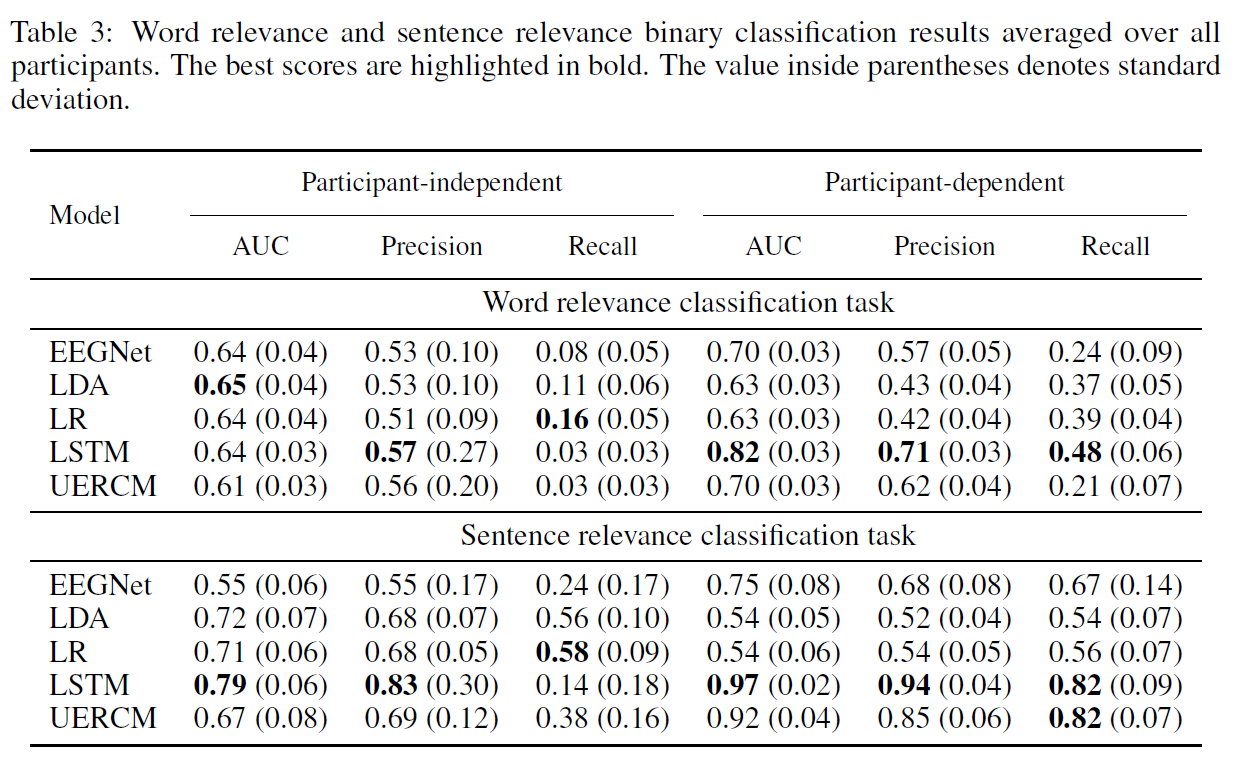 Table 3: Word relevance and sentence relevance binary classification results averaged over all
participants. The best scores are highlighted in bold. The value inside parentheses denotes standard
deviation.
Model Participant-independent Participant-dependent
AUC Precision Recall AUC Precision Recall
Word relevance classification task
EEGNet 0.64 (0.04) 0.53 (0.10) 0.08 (0.05) 0.70 (0.03) 0.57 (0.05) 0.24 (0.09)
LDA 0.65 (0.04) 0.53 (0.10) 0.11 (0.06) 0.63 (0.03) 0.43 (0.04) 0.37 (0.05)
LR 0.64 (0.04) 0.51 (0.09) 0.16 (0.05) 0.63 (0.03) 0.42 (0.04) 0.39 (0.04)
LSTM 0.64 (0.03) 0.57 (0.27) 0.03 (0.03) 0.82 (0.03) 0.71 (0.03) 0.48 (0.06)
UERCM 0.61 (0.03) 0.56 (0.20) 0.03 (0.03) 0.70 (0.03) 0.62 (0.04) 0.21 (0.07)
Sentence relevance classification task
EEGNet 0.55 (0.06) 0.55 (0.17) 0.24 (0.17) 0.75 (0.08) 0.68 (0.08) 0.67 (0.14)
LDA 0.72 (0.07) 0.68 (0.07) 0.56 (0.10) 0.54 (0.05) 0.52 (0.04) 0.54 (0.07)
LR 0.71 (0.06) 0.68 (0.05) 0.58 (0.09) 0.54 (0.06) 0.54 (0.05) 0.56 (0.07)
LSTM 0.79 (0.06) 0.83 (0.30) 0.14 (0.18) 0.97 (0.02) 0.94 (0.04) 0.82 (0.09)
UERCM 0.67 (0.08) 0.69 (0.12) 0.38 (0.16) 0.92 (0.04) 0.85 (0.06) 0.82 (0.07)